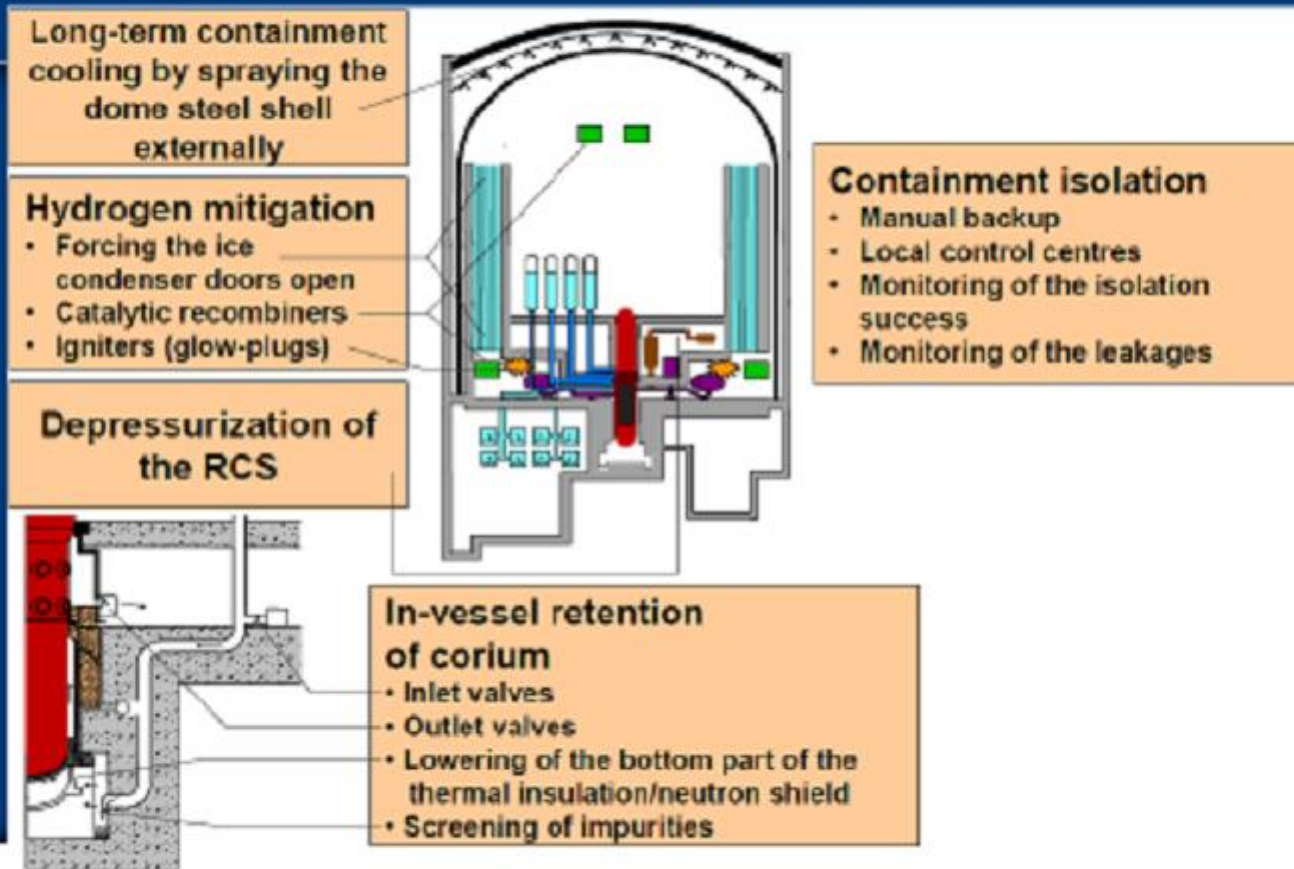 Long-term containment
cooling by spraying the
dome steel shell
externally
Hydrogen mitigation
• Forcing the ice
condenser doors open
• Catalytic recombiners
• Igniters (glow-plugs)
Depressurization of
the RCS
Containment isolation
• Manual backup
• Local control centres
• Monitoring of the isolation
success
• Monitoring of the leakages
In-vessel retention
of corium
• Inlet valves
• Outlet valves
• Lowering of the bottom part of the
thermal insulation/neutron shield
• Screening of impurities